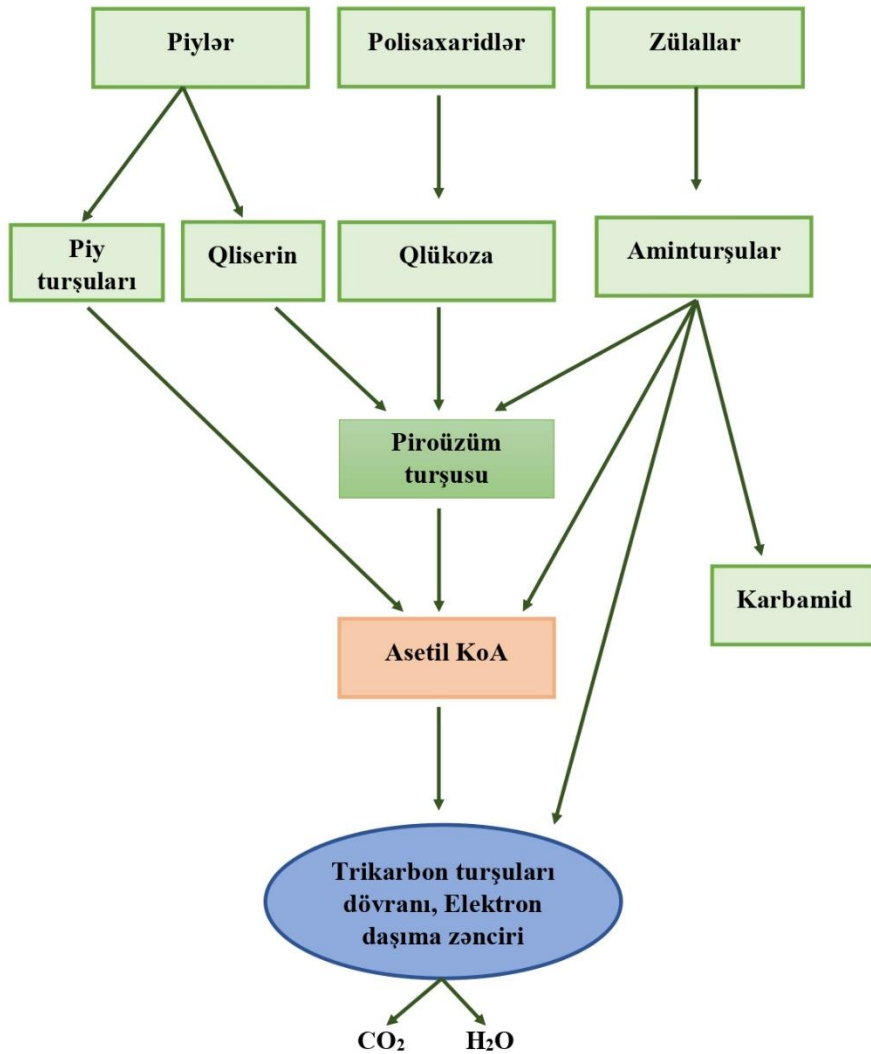 Piylər
Polisaxaridlər
Zülallar
Piy
turşuları
Qliserin
Qlükoza
Aminturşular
Piroüzüm
turşusu
Karbamid
Asetil KoA
Trikarbon turşuları
dövranı, Elektron
daşıma zənciri
CO₂
H₂O